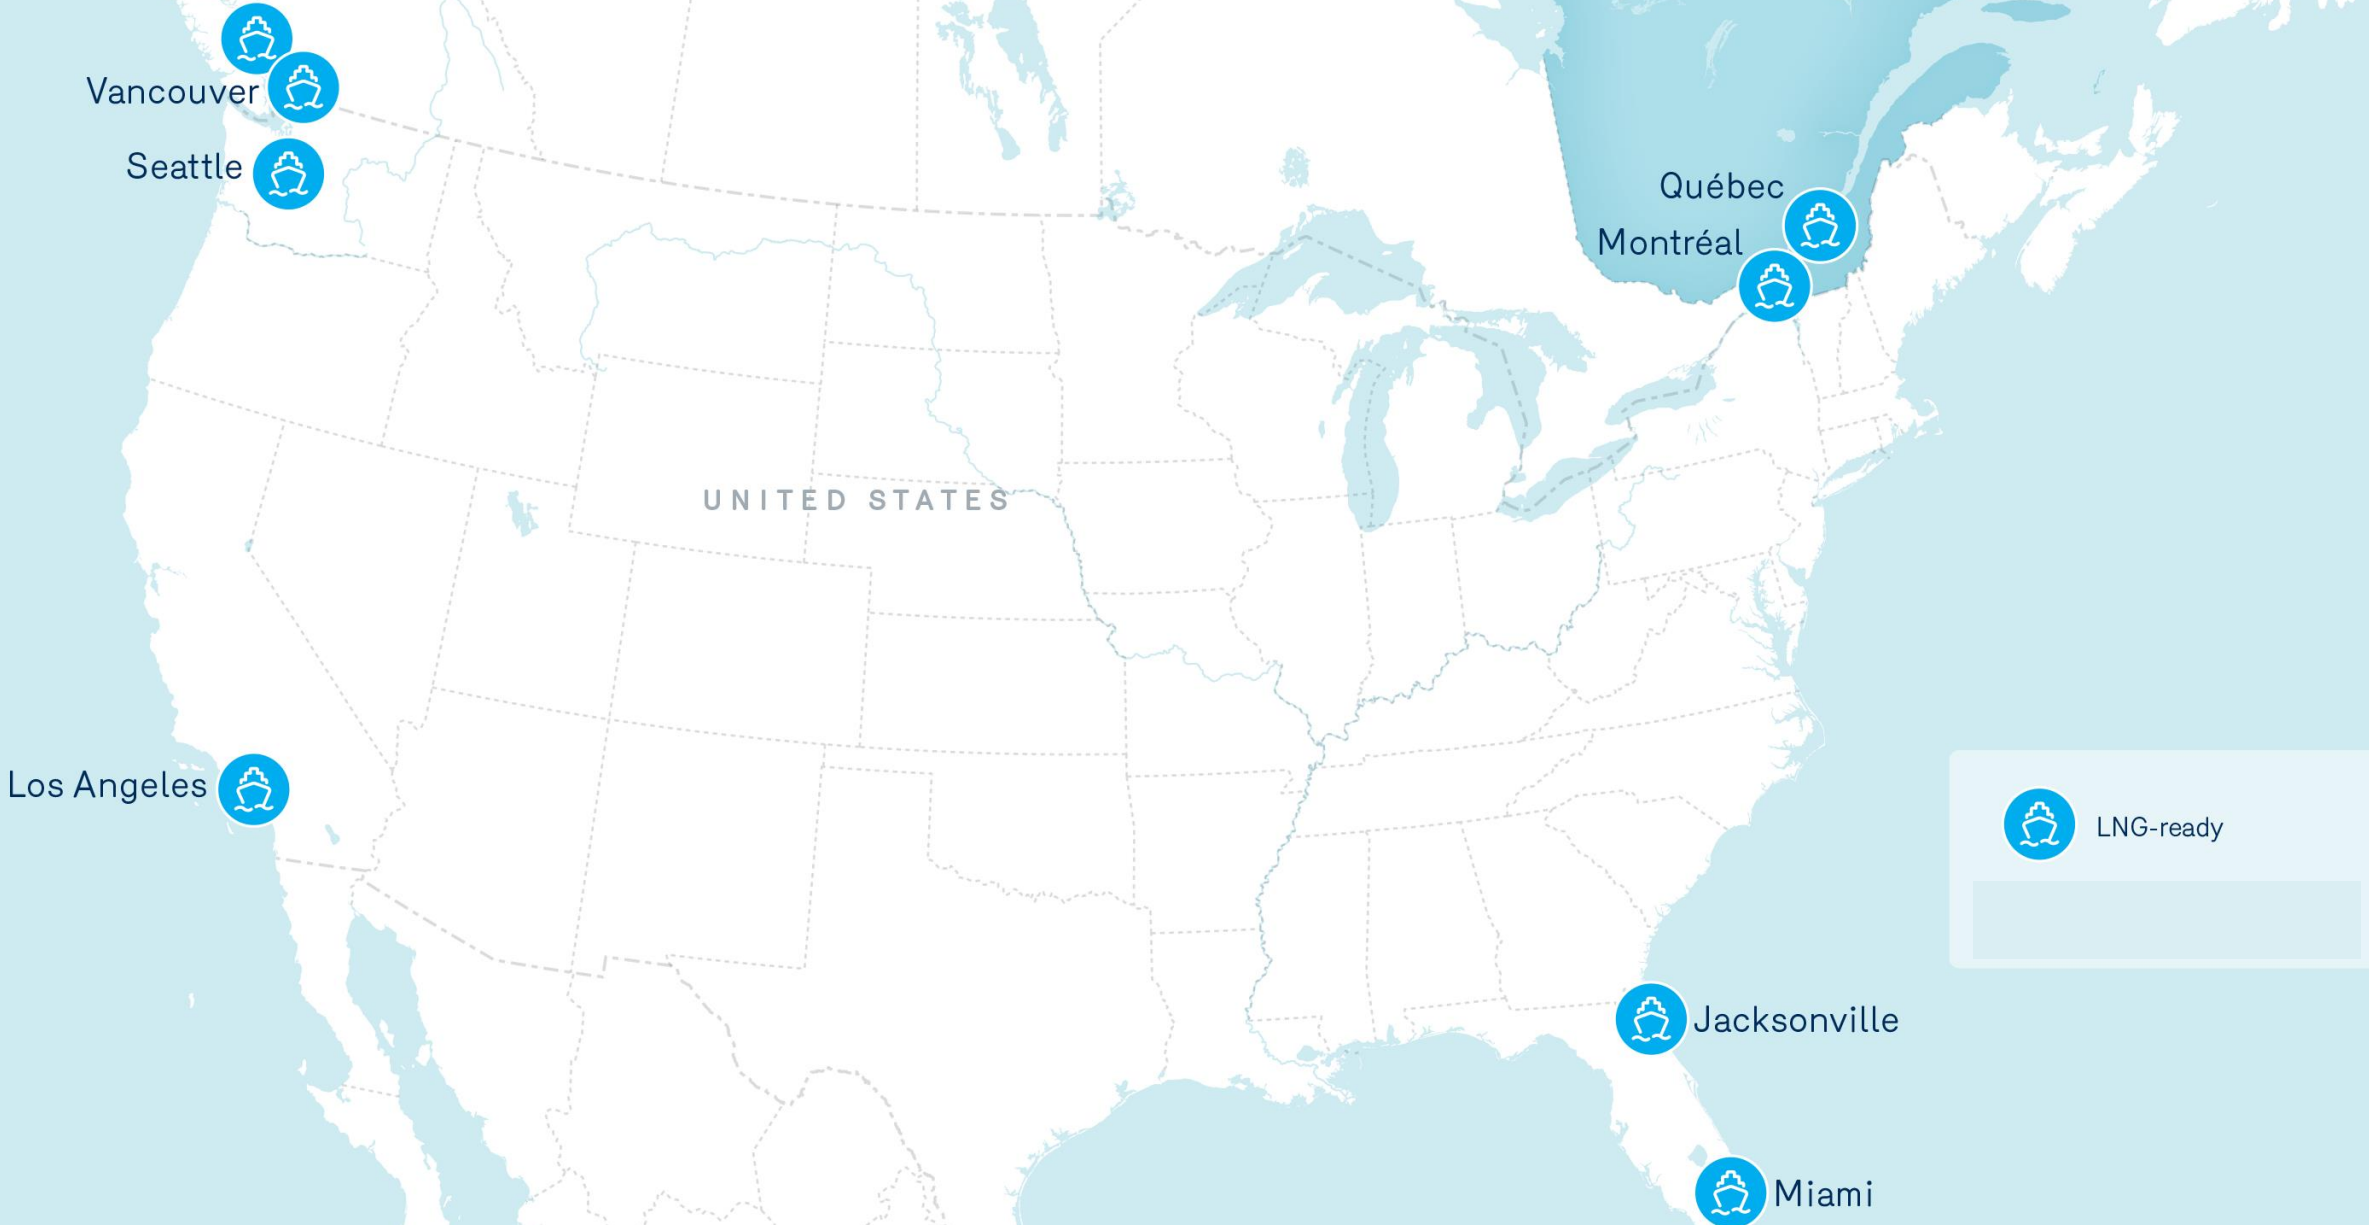 Vancouver
Seattle
Québec
Montréal
UNITED STATES
Los Angeles
LNG-ready
Jacksonville
Miami